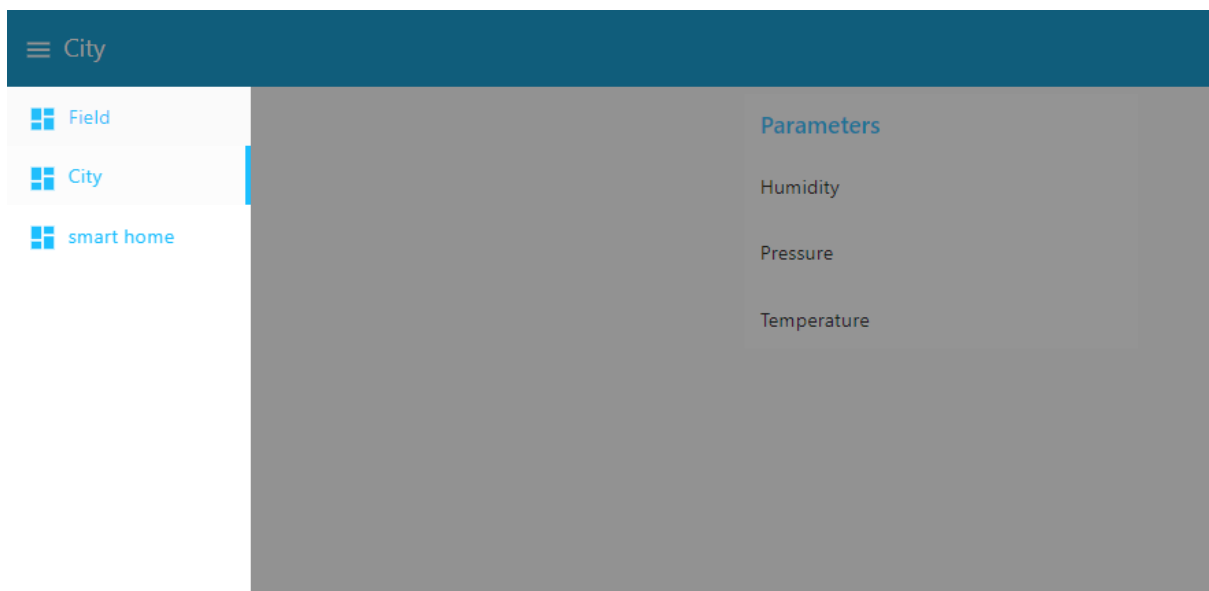 City
Field
City
smart home
Parameters
Humidity
Pressure
Temperature